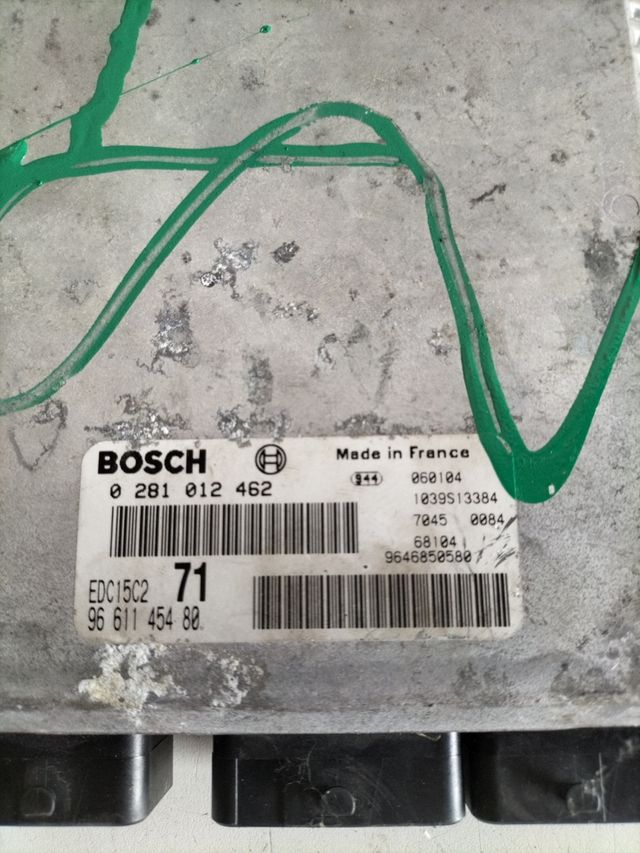 BOSCH
Made in France
0 281 012 462
944 060104
1039S13384
7045 0084
68104
9646850580
EDC15C2 71
96 611 454 80